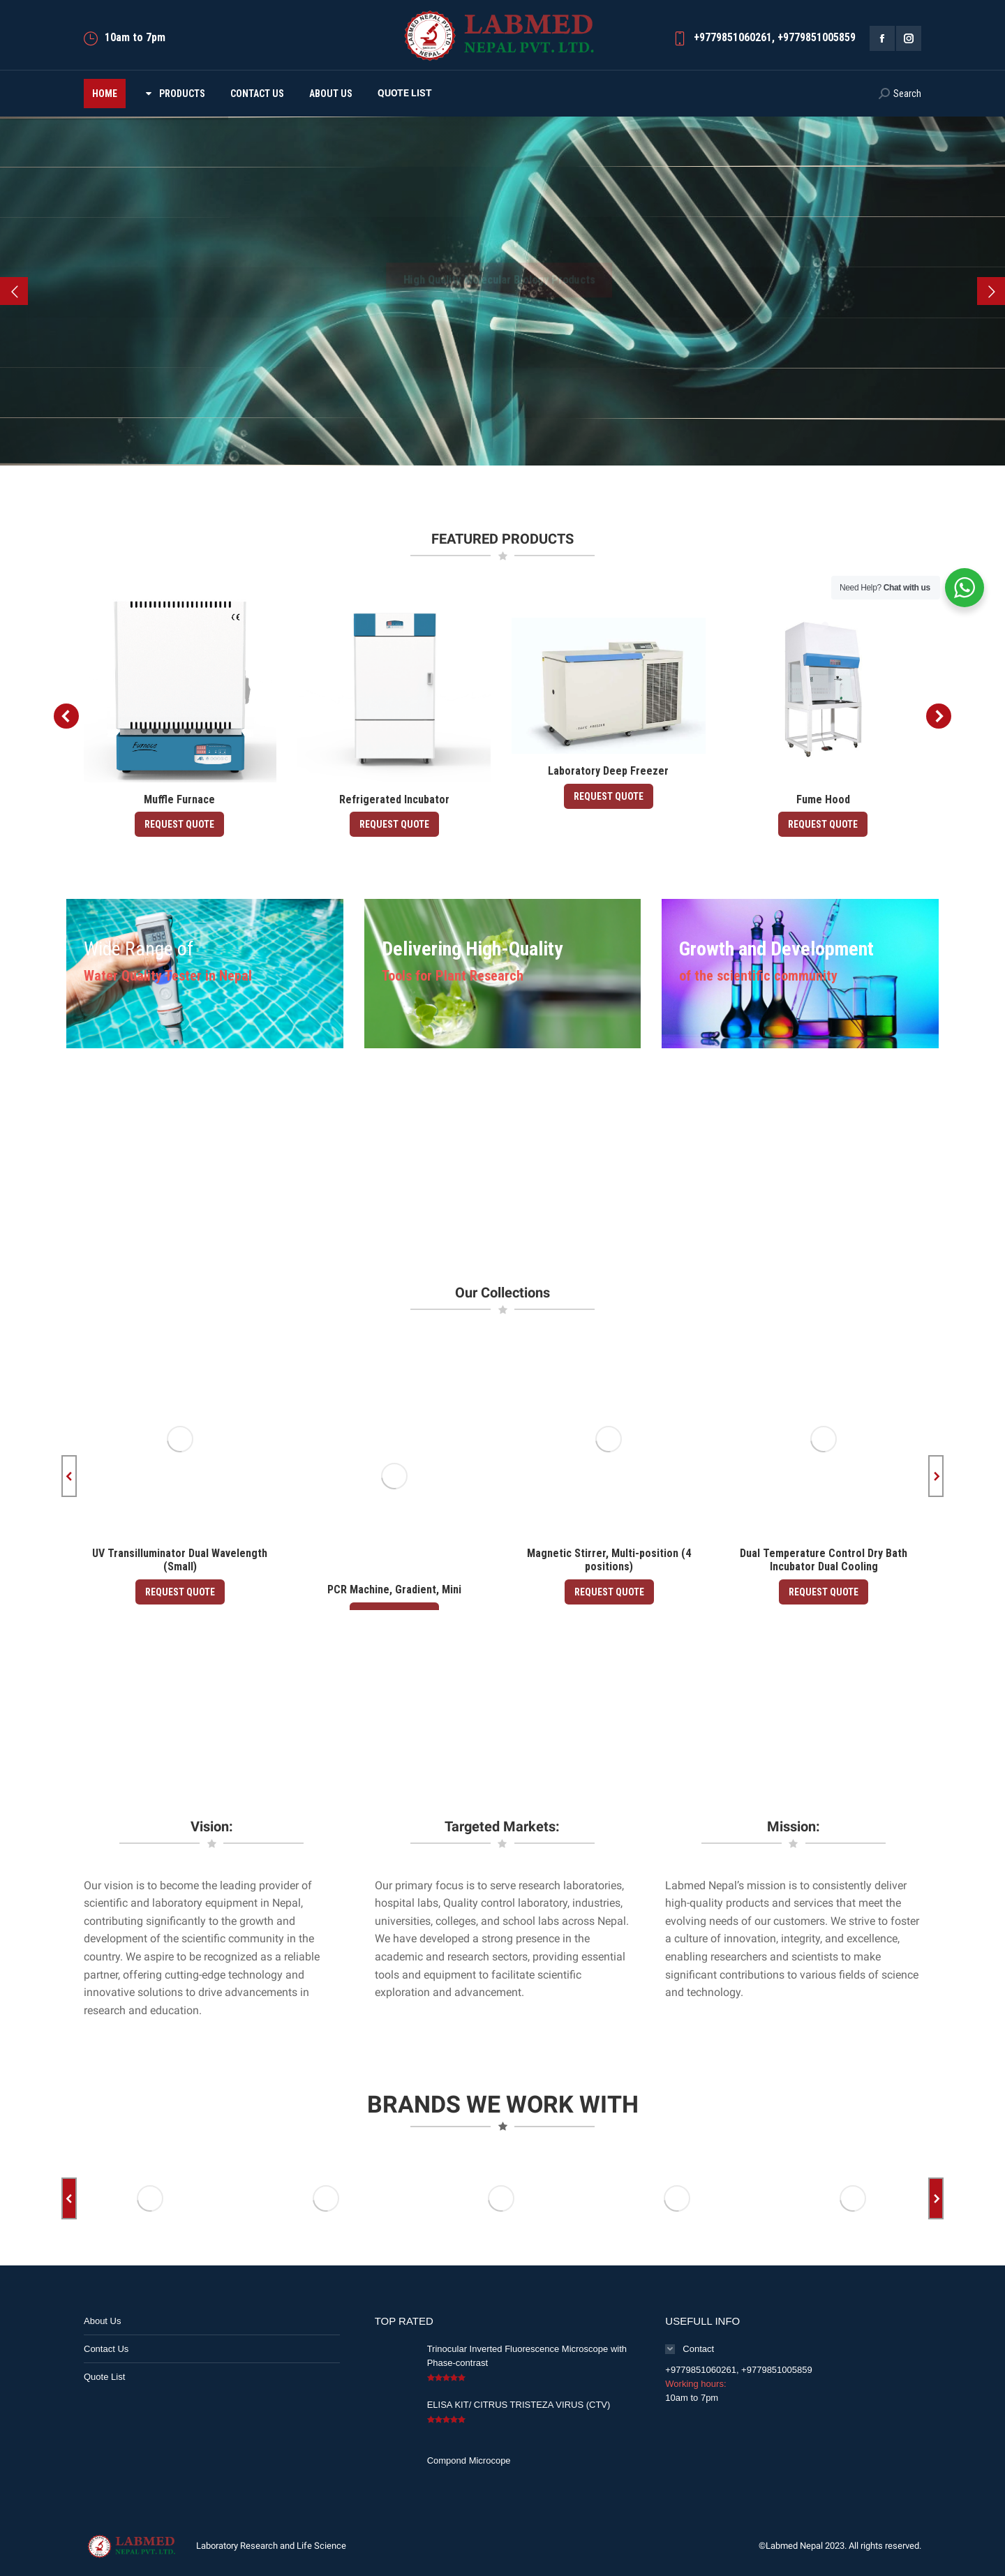 10am to 7pm
LABMED
NEPAL PVT. LTD.
+9779851060261, +9779851005859
HOME
PRODUCTS
CONTACT US
ABOUT US
QUOTE LIST
Search
High Quality Molecular Biology Products
FEATURED PRODUCTS
Need Help? Chat with us
Muffle Furnace
REQUEST QUOTE
Refrigerated Incubator
REQUEST QUOTE
Laboratory Deep Freezer
REQUEST QUOTE
Fume Hood
REQUEST QUOTE
Wide Range of
Water Quality Tester in Nepal
Delivering High-Quality
Tools for Plant Research
Growth and Development
of the scientific community
Our Collections
UV Transilluminator Dual Wavelength
(Small)
REQUEST QUOTE
PCR Machine, Gradient, Mini
Magnetic Stirrer, Multi-position (4
positions)
REQUEST QUOTE
Dual Temperature Control Dry Bath
Incubator Dual Cooling
REQUEST QUOTE
Vision:
Our vision is to become the leading provider of
scientific and laboratory equipment in Nepal,
contributing significantly to the growth and
development of the scientific community in the
country. We aspire to be recognized as a reliable
partner, offering cutting-edge technology and
innovative solutions to drive advancements in
research and education.
Targeted Markets:
Our primary focus is to serve research laboratories,
hospital labs, Quality control laboratory, industries,
universities, colleges, and school labs across Nepal.
We have developed a strong presence in the
academic and research sectors, providing essential
tools and equipment to facilitate scientific
exploration and advancement.
Mission:
Labmed Nepal’s mission is to consistently deliver
high-quality products and services that meet the
evolving needs of our customers. We strive to foster
a culture of innovation, integrity, and excellence,
enabling researchers and scientists to make
significant contributions to various fields of science
and technology.
BRANDS WE WORK WITH
About Us
Contact Us
Quote List
TOP RATED
Trinocular Inverted Fluorescence Microscope with
Phase-contrast
ELISA KIT/ CITRUS TRISTEZA VIRUS (CTV)
Compond Microcope
USEFULL INFO
Contact
+9779851060261, +9779851005859
Working hours:
10am to 7pm
LABMED
NEPAL PVT. LTD.
Laboratory Research and Life Science
©Labmed Nepal 2023. All rights reserved.